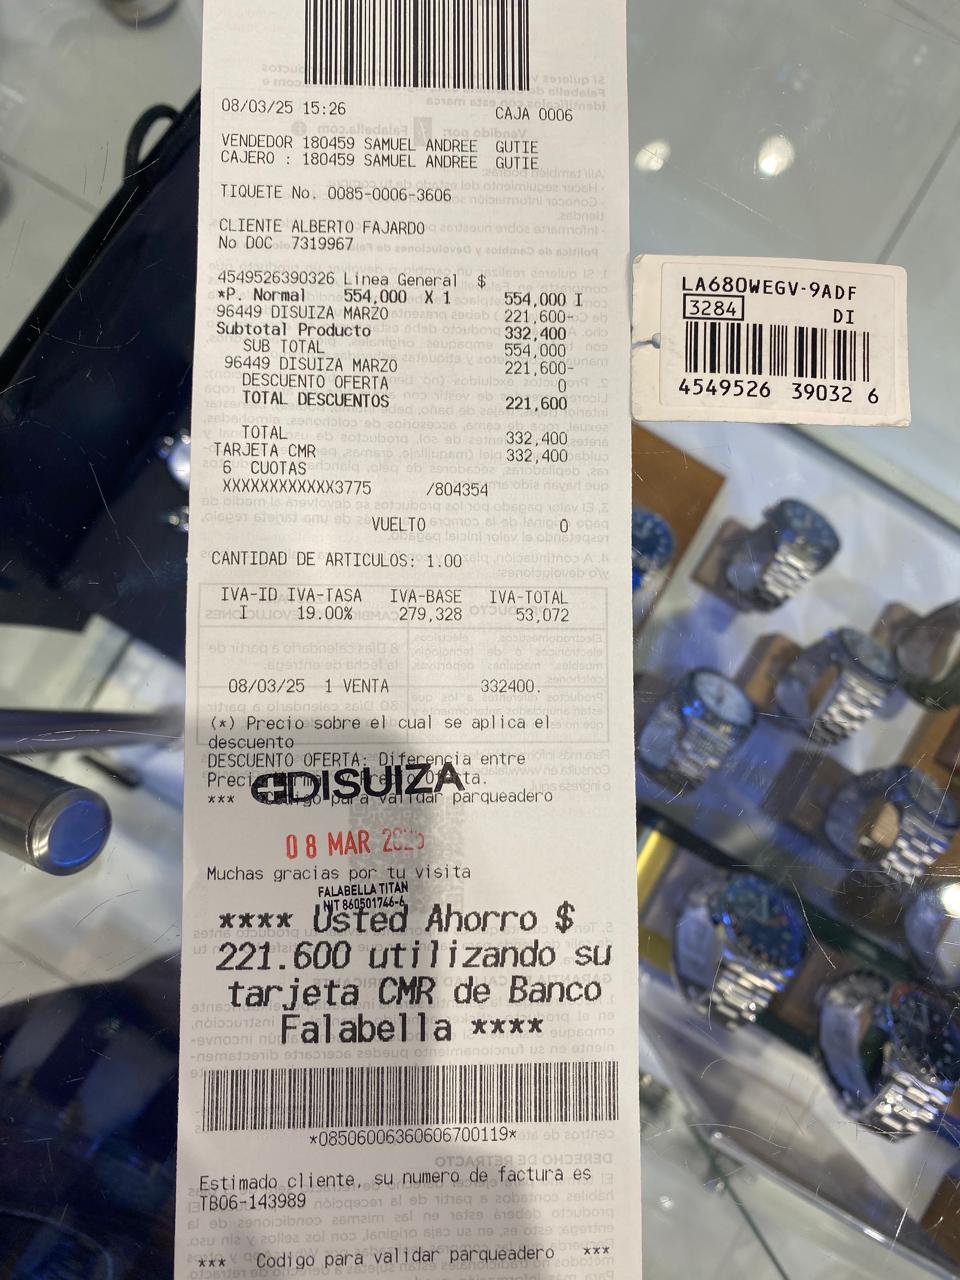 08/03/25 15:26 CAJA 0006
VENDEDOR 180459 SAMUEL ANDREE GUTIE
CAJERO : 180459 SAMUEL ANDREE GUTIE
TIQUETE No. 0085-0006-3606
CLIENTE ALBERTO FAJARDO
No DOC 7319967
4549526390326 Linea General $
*P. Normal 554,000 X 1 554,000 I
96449 DISUIZA MARZO 221,600-
Subtotal Producto 332,400
SUB TOTAL 554,000
96449 DISUIZA MARZO 221,600-
DESCUENTO OFERTA 0
TOTAL DESCUENTOS 221,600
TOTAL 332,400
TARJETA CMR 332,400
6 CUOTAS
XXXXXXXXXXXX3775 /804354
VUELTO 0
CANTIDAD DE ARTICULOS: 1.00
IVA-ID IVA-TASA IVA-BASE IVA-TOTAL
I 19.00% 279,328 53,072
08/03/25 1 VENTA 332400.
(*) Precio sobre el cual se aplica el
descuento
DESCUENTO OFERTA: Diferencia entre
DISUIZA
*** para validar parqueadero
08 MAR 2025
Muchas gracias por tu visita
FALABELLA TITAN
NIT 860501746-6
**** Usted Ahorro $
221.600 utilizando su
tarjeta CMR de Banco
Falabella ****
*08506006360606700119*
Estimado cliente, su numero de factura es
TB06-143989
*** Codigo para validar parqueadero ***
LA680WEGV-9ADF
3284 DI
4549526 39032 6